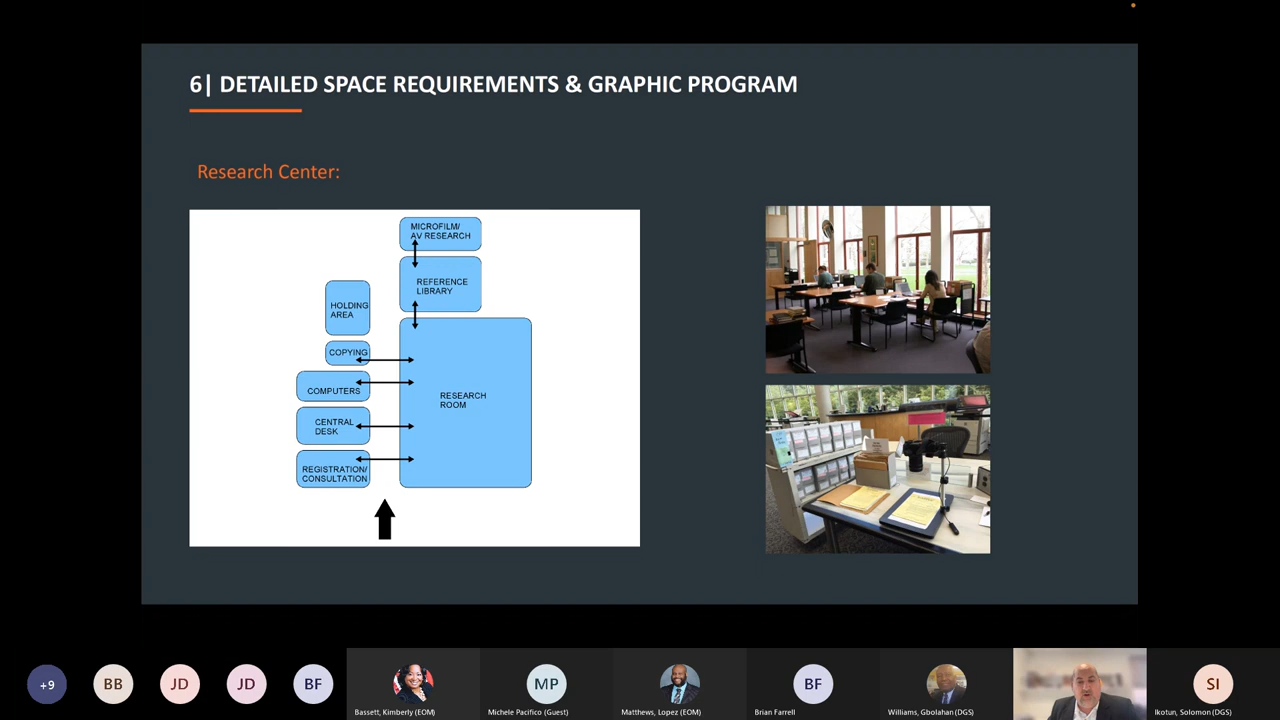 6| DETAILED SPACE REQUIREMENTS & GRAPHIC PROGRAM
Research Center:
MICROFILM/
AV RESEARCH
REFERENCE
LIBRARY
HOLDING
AREA
COPYING
COMPUTERS
RESEARCH
ROOM
CENTRAL
DESK
REGISTRATION/
CONSULTATION
+9
BB
JD
JD
BF
Bassett, Kimberly (EOM)
MP
Michele Pacifico (Guest)
Matthews, Lopez (EOM)
BF
Brian Farrell
Williams, Gbolahan (DGS)
SI
Ikotun, Solomon (DGS)